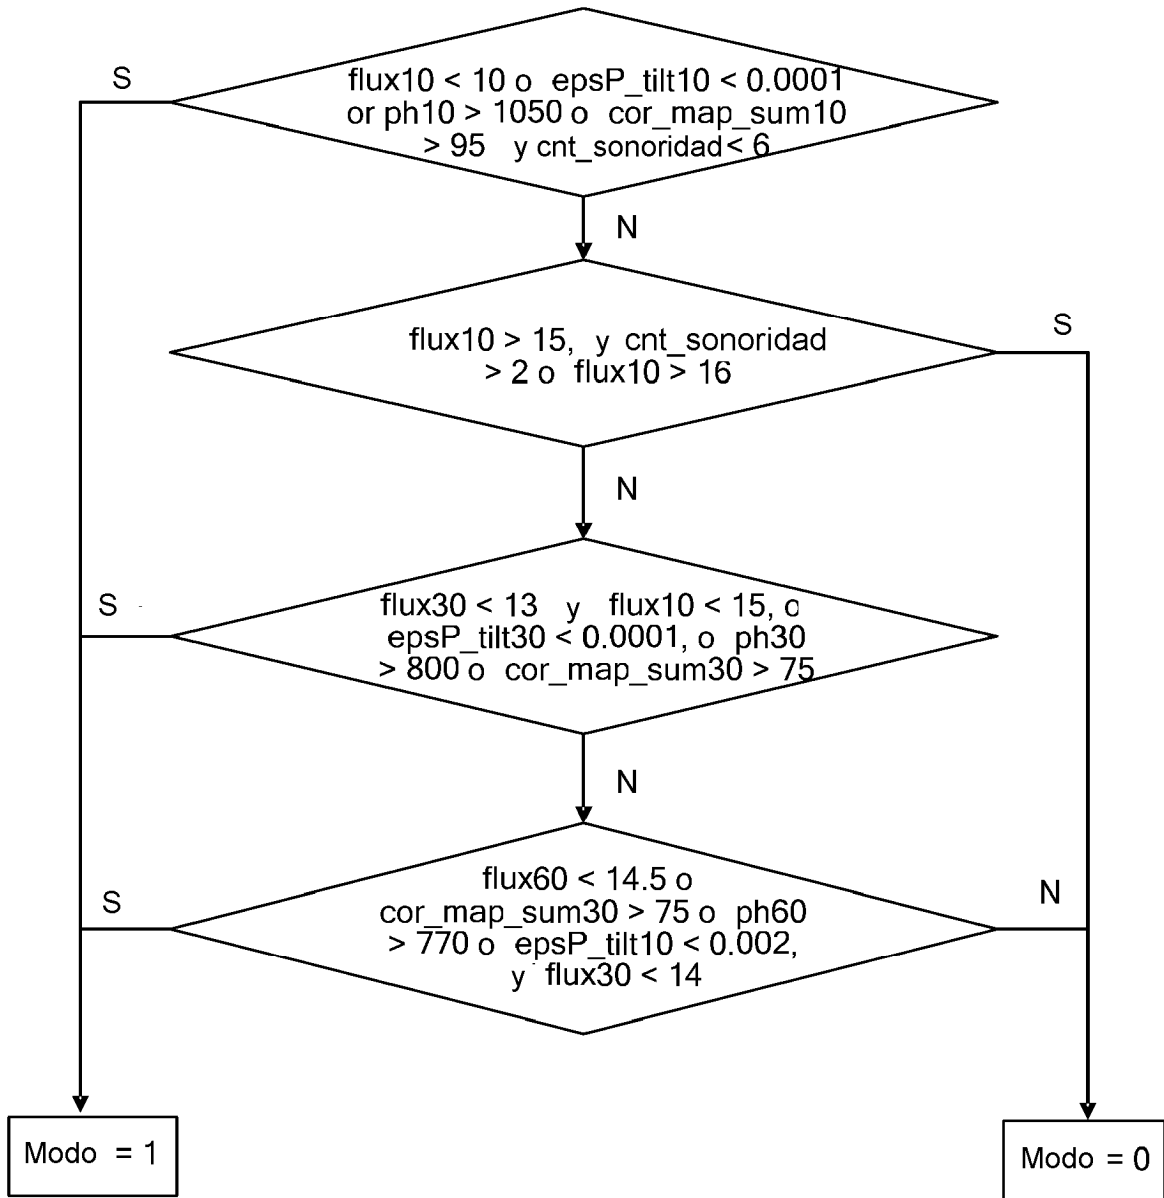 S
flux10 < 10 o epsP_tilt10 < 0.0001
or ph10 > 1050 o cor_map_sum10
> 95 y cnt_sonoridad < 6
N
flux10 > 15, y cnt_sonoridad
> 2 o flux10 > 16
S
N
S
flux30 < 13 y flux10 < 15, o
epsP_tilt30 < 0.0001, o ph30
> 800 o cor_map_sum30 > 75
N
S
flux60 < 14.5 o
cor_map_sum30 > 75 o ph60
> 770 o epsP_tilt10 < 0.002,
y flux30 < 14
N
Modo = 1
Modo = 0